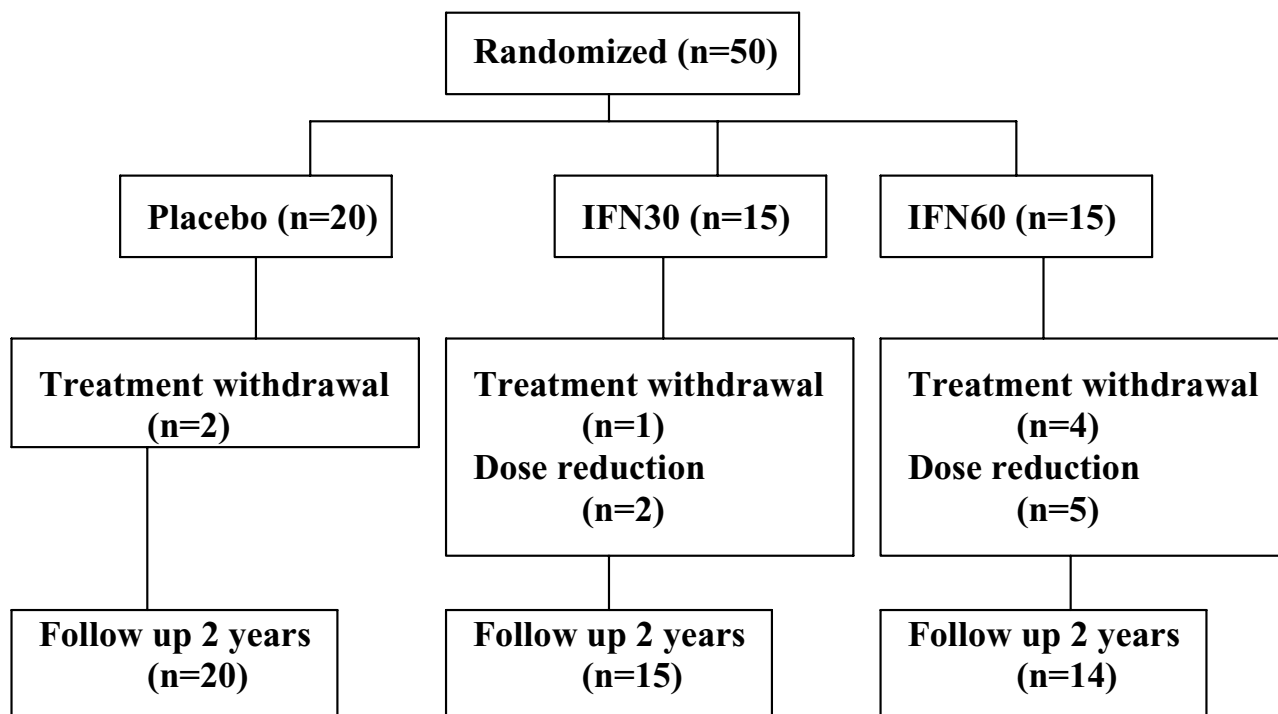 Randomized (n=50)
Placebo (n=20)
IFN30 (n=15)
IFN60 (n=15)
Treatment withdrawal
(n=2)
Treatment withdrawal
(n=1)
Dose reduction
(n=2)
Treatment withdrawal
(n=4)
Dose reduction
(n=5)
Follow up 2 years
(n=20)
Follow up 2 years
(n=15)
Follow up 2 years
(n=14)